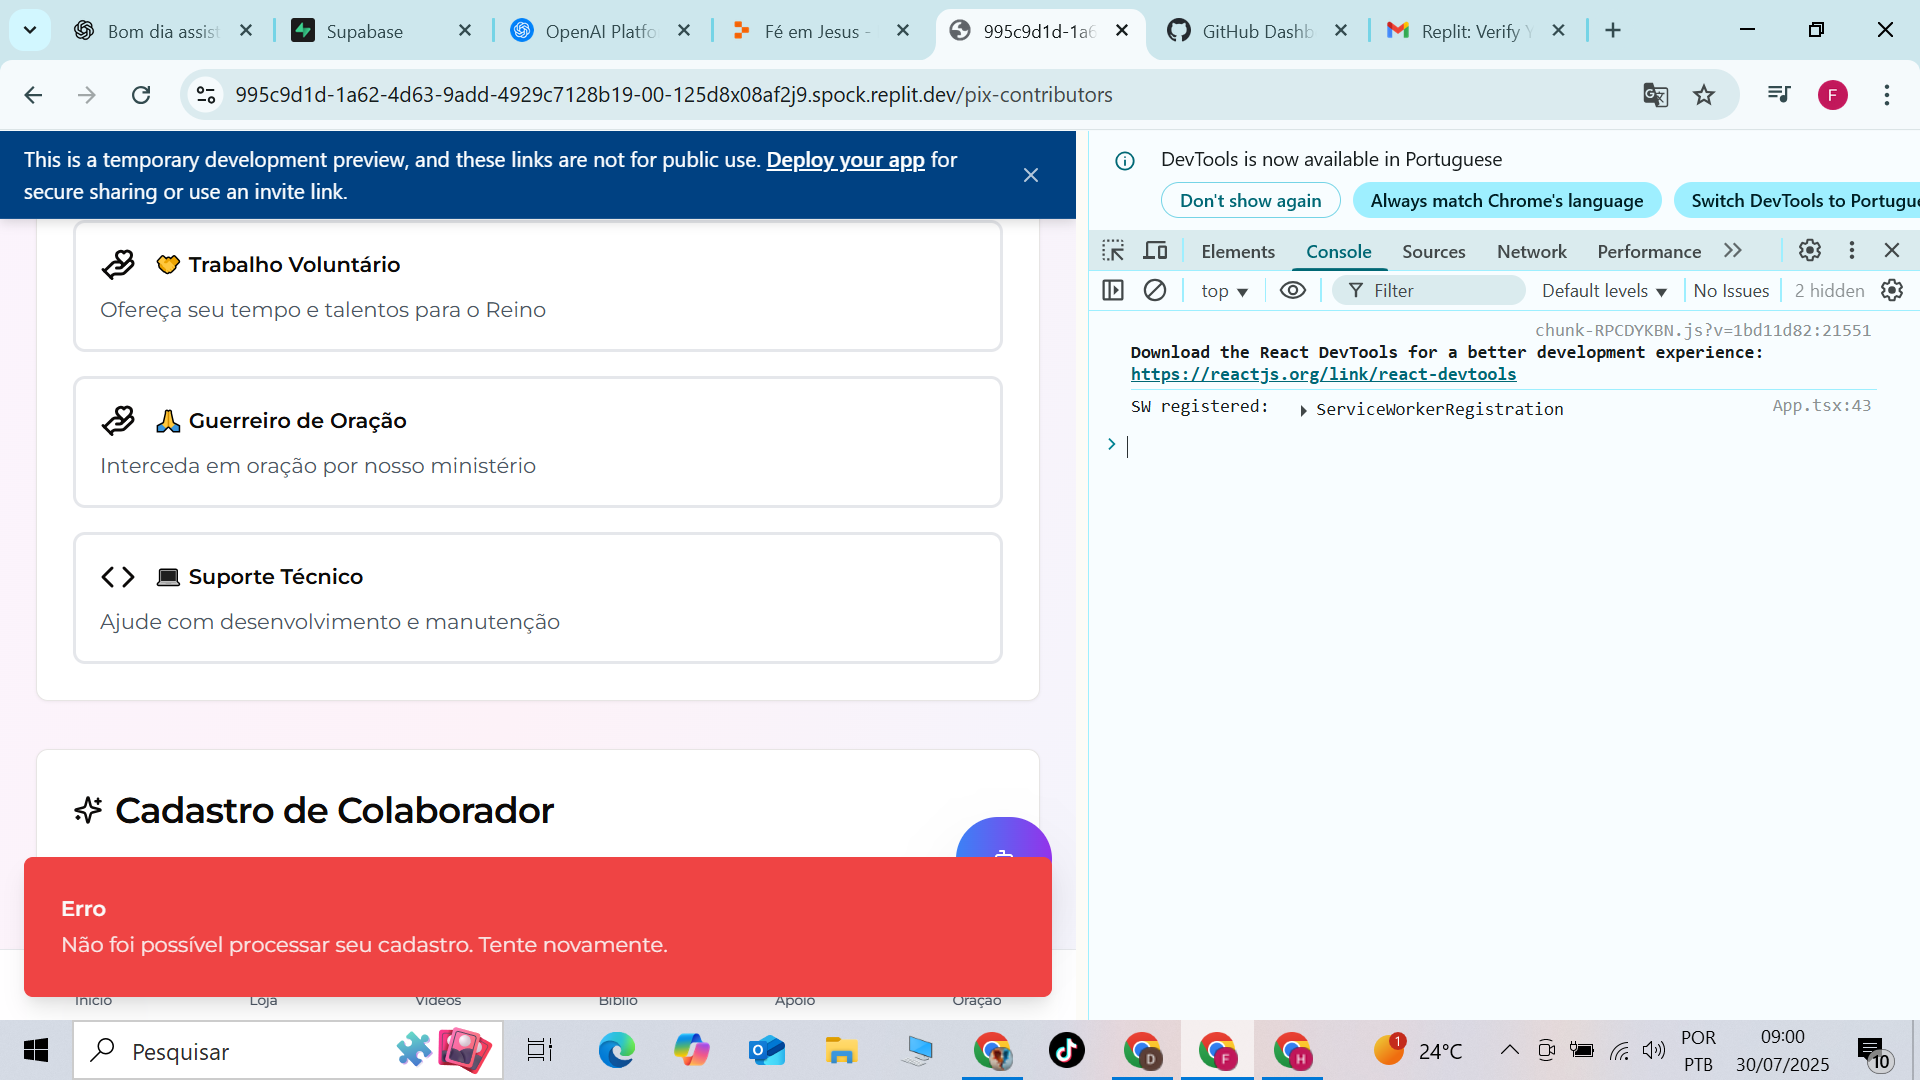 Bom dia assist
Supabase
OpenAI Platfo
Fé em Jesus -
995c9d1d-1a6
GitHub Dashb
Replit: Verify Y
995c9d1d-1a62-4d63-9add-4929c7128b19-00-125d8x08af2j9.spock.replit.dev/pix-contributors
F
This is a temporary development preview, and these links are not for public use. Deploy your app for
secure sharing or use an invite link.
Trabalho Voluntário
Ofereça seu tempo e talentos para o Reino
Guerreiro de Oração
Interceda em oração por nosso ministério
Suporte Técnico
Ajude com desenvolvimento e manutenção
Cadastro de Colaborador
Erro
Não foi possível processar seu cadastro. Tente novamente.
Início
Loja
Vídeos
Bíblio
Apoio
Oração
DevTools is now available in Portuguese
Don't show again
Always match Chrome's language
Switch DevTools to Portugue
Elements
Console
Sources
Network
Performance
top
Filter
Default levels
No Issues
2 hidden
chunk-RPCDYKBN.js?v=1bd11d82:21551
Download the React DevTools for a better development experience:
https://reactjs.org/link/react-devtools
SW registered:
ServiceWorkerRegistration
App.tsx:43
Pesquisar
D
F
H
1
24°C
POR
PTB
09:00
30/07/2025
10